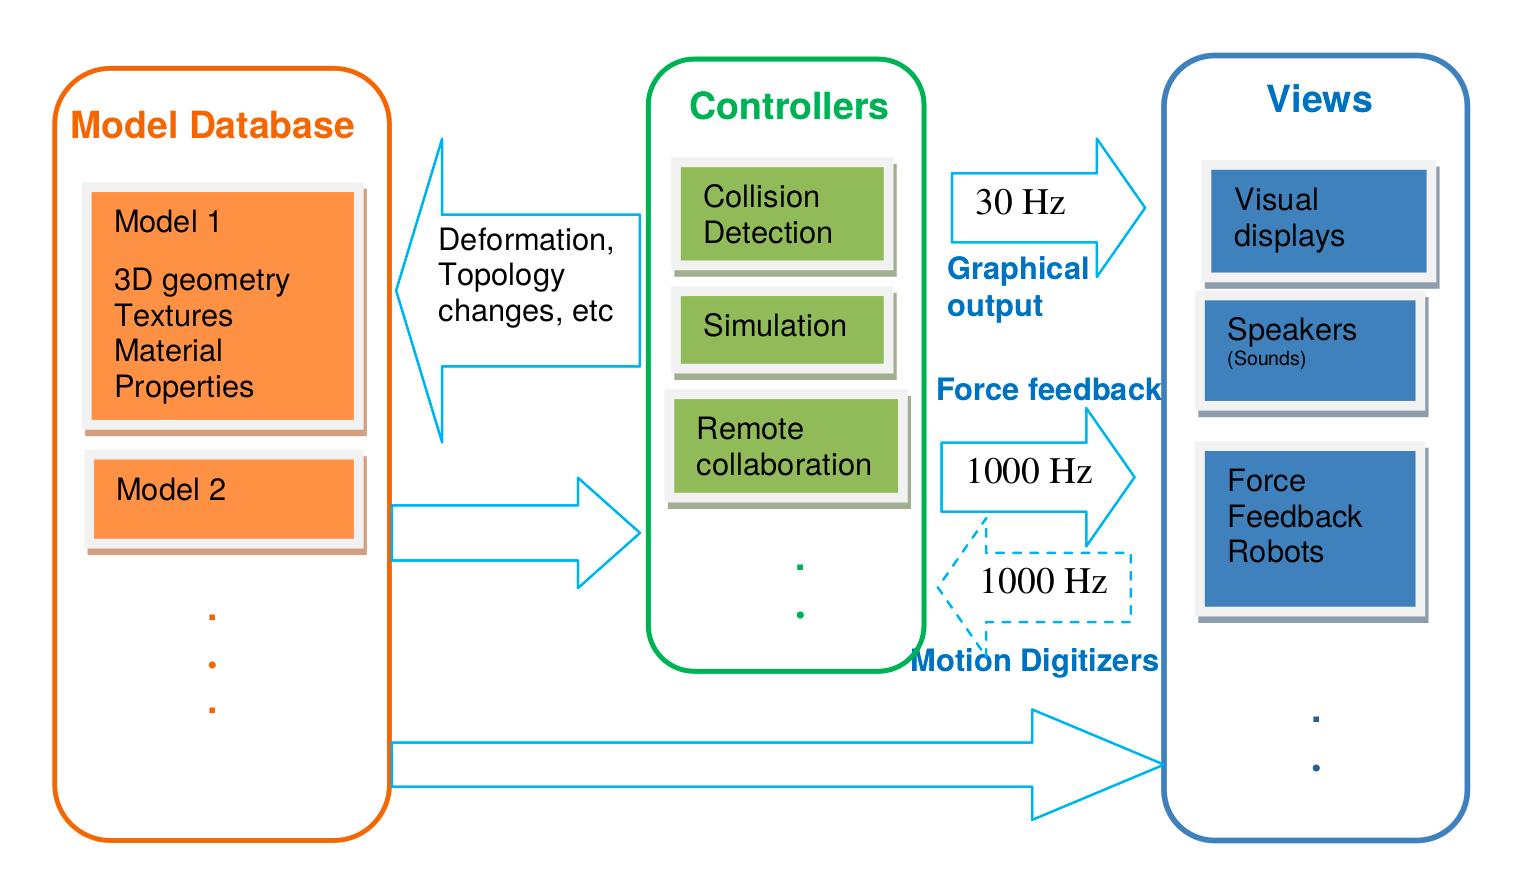 Model Database
Model 1
3D geometry
Textures
Material
Properties
Model 2
Deformation,
Topology
changes, etc
Controllers
Collision
Detection
Simulation
Remote
collaboration
30 Hz
Graphical
output
Force feedback
1000 Hz
1000 Hz
Motion Digitizers
Views
Visual
displays
Speakers
(Sounds)
Force
Feedback
Robots